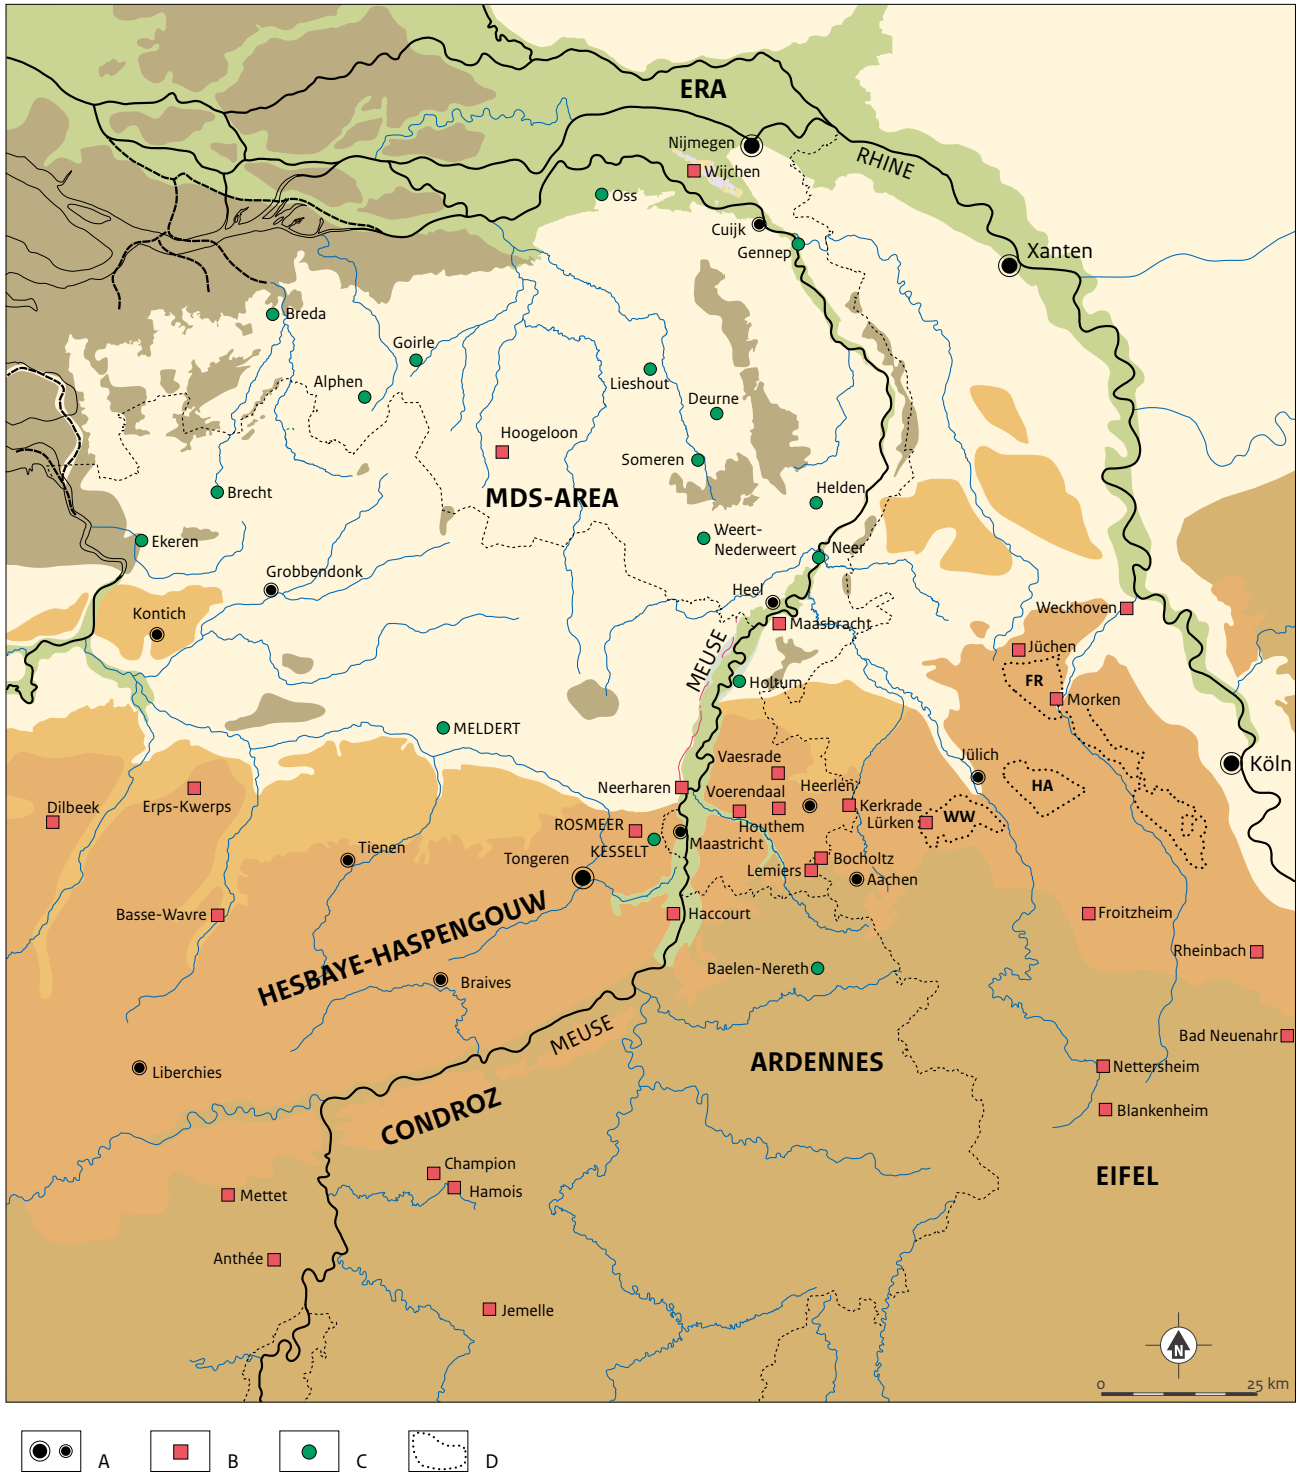 ERA
Nijmegen
Wijchen
RHINE
Oss
Cuijk
Gennep
Xanten
Breda
Goirle
Alphen
Lieshout
Deurne
Hoogeloon
Someren
MDS-AREA
Brecht
Helden
Ekeren
Weert-
Nederweert
Neer
Grobbendonk
Heel
Kontich
Maasbracht
Weckhoven
MEUSE
Jüchen
FR
Holtum
Morken
MELDERT
Vaesrade
Jülich
Köln
Neerharen
Voerendaal
Heerlen
HA
Dilbeek
Erps-Kwerps
Kerkrade
Lürken
WW
ROSMEER
Houthem
KESSELT
Maastricht
Tienen
Tongeren
Bocholtz
Lemiers
Aachen
Basse-Wavre
Haccourt
Froitzheim
HESBAYE-HASPENGOUW
Rheinbach
Baelen-Nereth
Braives
MEUSE
Bad Neuenahr
Liberchies
ARDENNES
Nettersheim
CONDROZ
Blankenheim
Champion
EIFEL
Hamois
Mettet
Anthée
Jemelle
N
0 25 km
A B C D